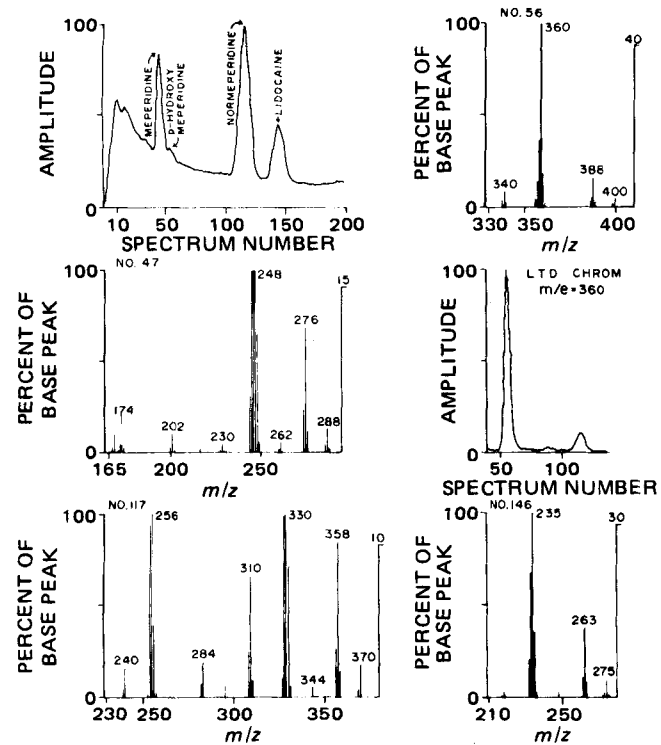 AMPLITUDE
100
0
MEPERIDINE
p-HYDROXY
MEPERIDINE
NORMEPERIDINE
LIDOCAINE
10 50 100 150 200
SPECTRUM NUMBER
PERCENT OF
BASE PEAK
100
0
NO. 56
360
40
340
388
400
330 350 400
m/z
PERCENT OF
BASE PEAK
100
0
NO. 47
248
15
276
174
202
230
262
288
165 200 250
m/z
AMPLITUDE
100
0
LTD CHROM
m/e=360
50 100
SPECTRUM NUMBER
PERCENT OF
BASE PEAK
100
0
NO.117
256
330
358
10
310
284
240
344
370
230 250 300 350
m/z
PERCENT OF
BASE PEAK
100
0
NO.146
235
30
263
275
210 250
m/z